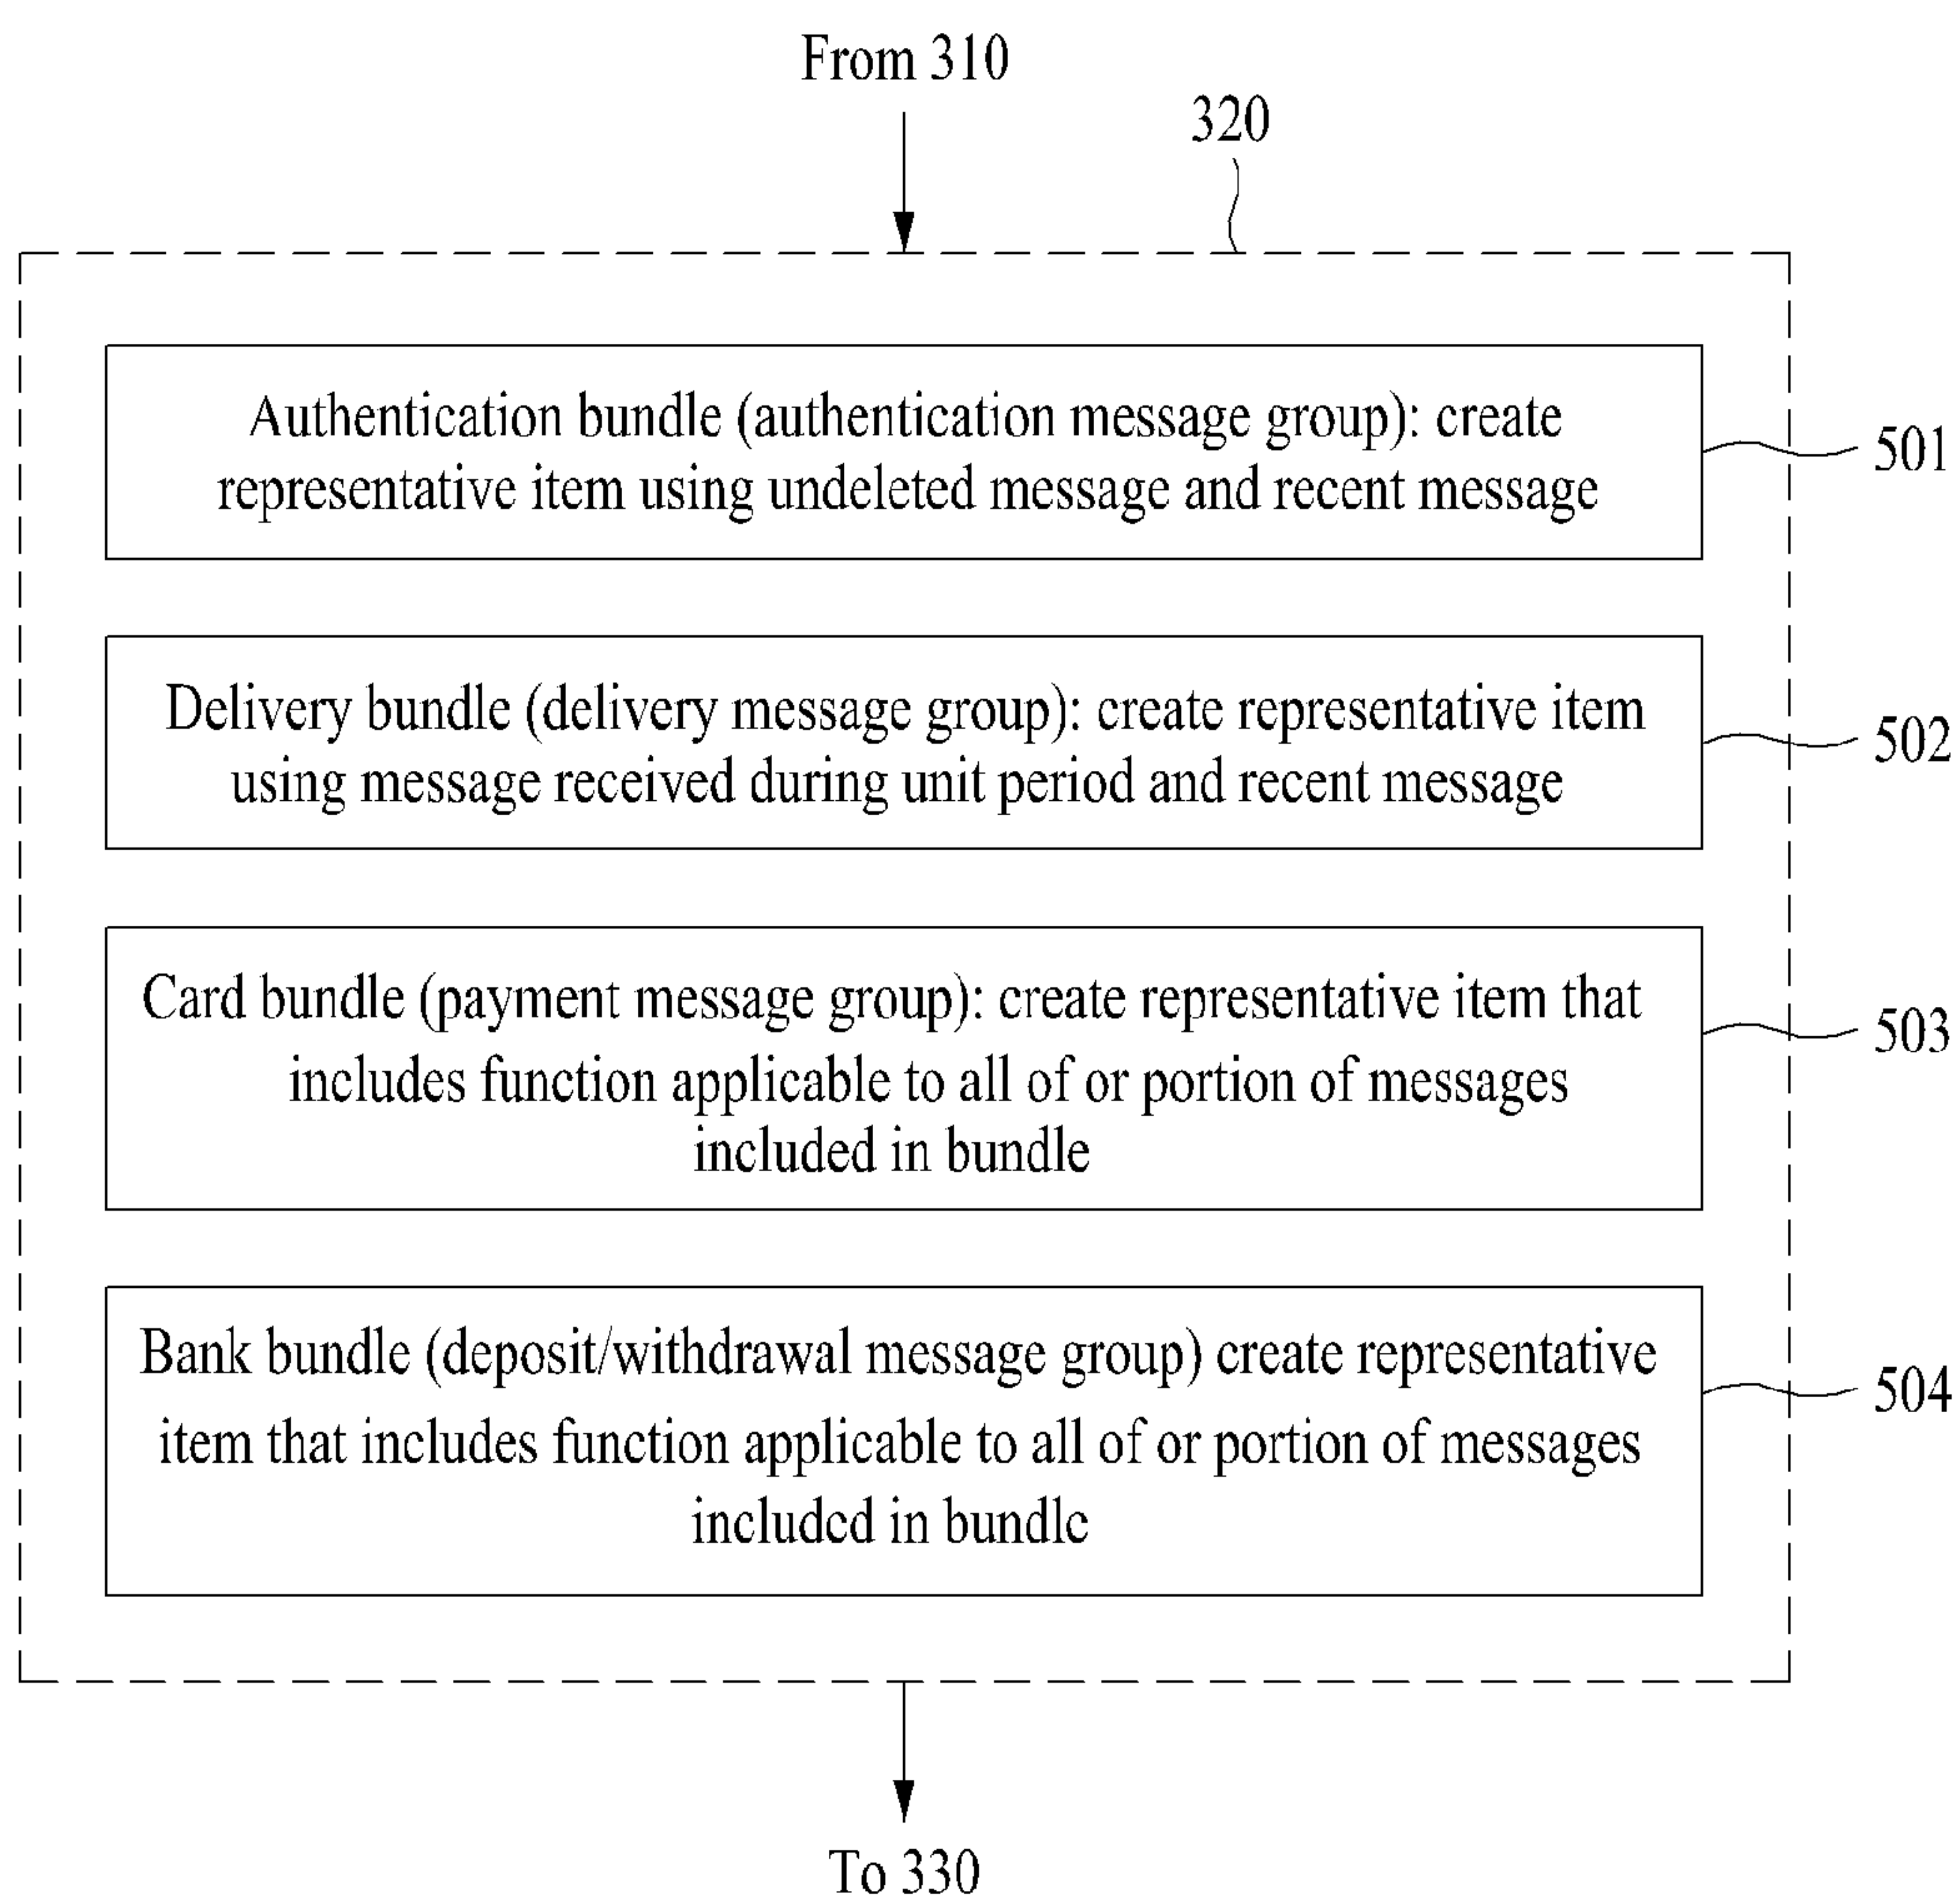 From 310
320
Authentication bundle (authentication message group): create
representative item using undeleted message and recent message
501
Delivery bundle (delivery message group): create representative item
using message received during unit period and recent message
502
Card bundle (payment message group): create representative item that
includes function applicable to all of or portion of messages
included in bundle
503
Bank bundle (deposit/withdrawal message group) create representative
item that includes function applicable to all of or portion of messages
included in bundle
504
To 330